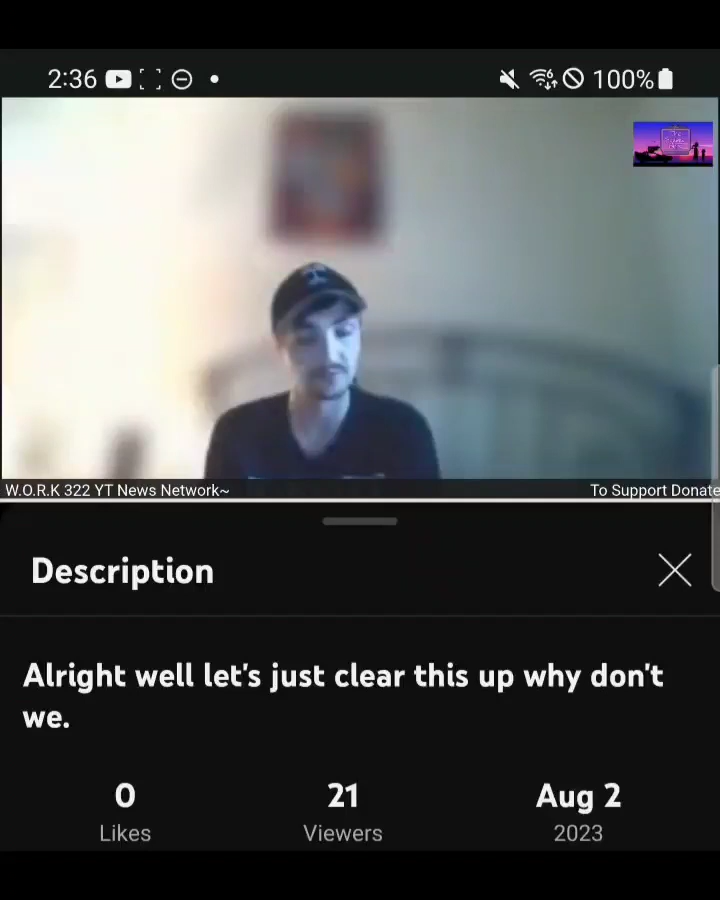 2:36
100%
W.O.R.K 322 YT News Network~
To Support Donate
Description
Alright well let's just clear this up why don't
we.
0
21
Aug 2
Likes
Viewers
2023